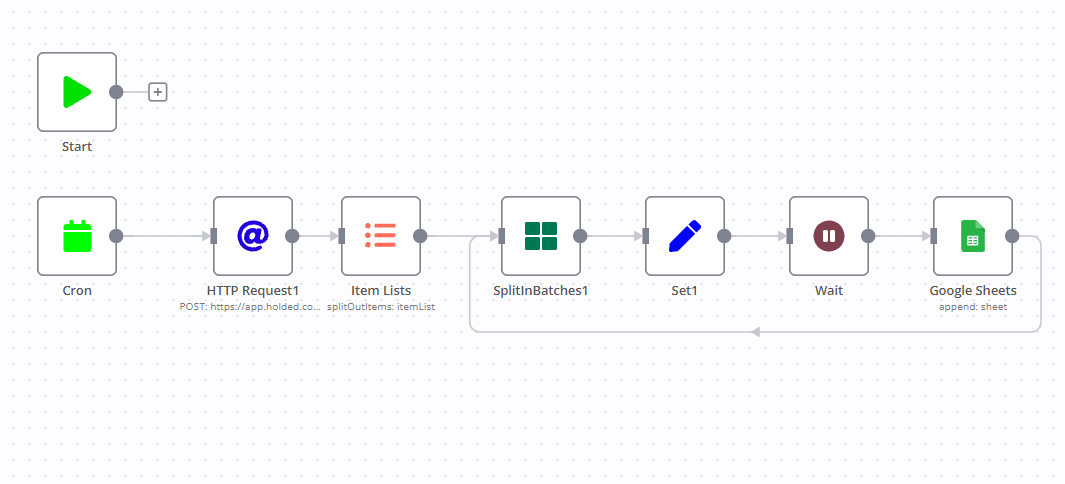 Start
Cron
HTTP Request1
POST: https://app.holded.co...
Item Lists
splitOutItems: itemList
SplitInBatches1
Set1
Wait
Google Sheets
append: sheet